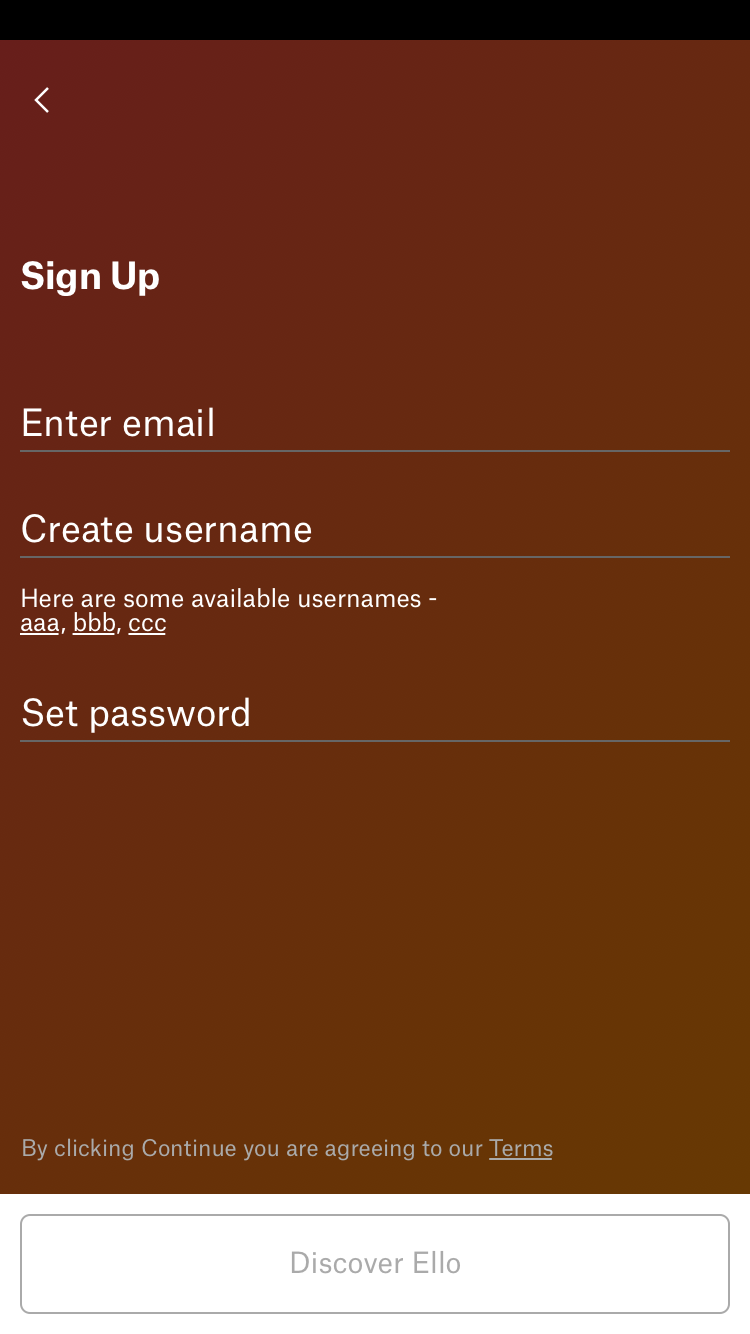 Sign Up
Enter email
Create username
Here are some available usernames -
aaa, bbb, ccc
Set password
By clicking Continue you are agreeing to our Terms
Discover Ello